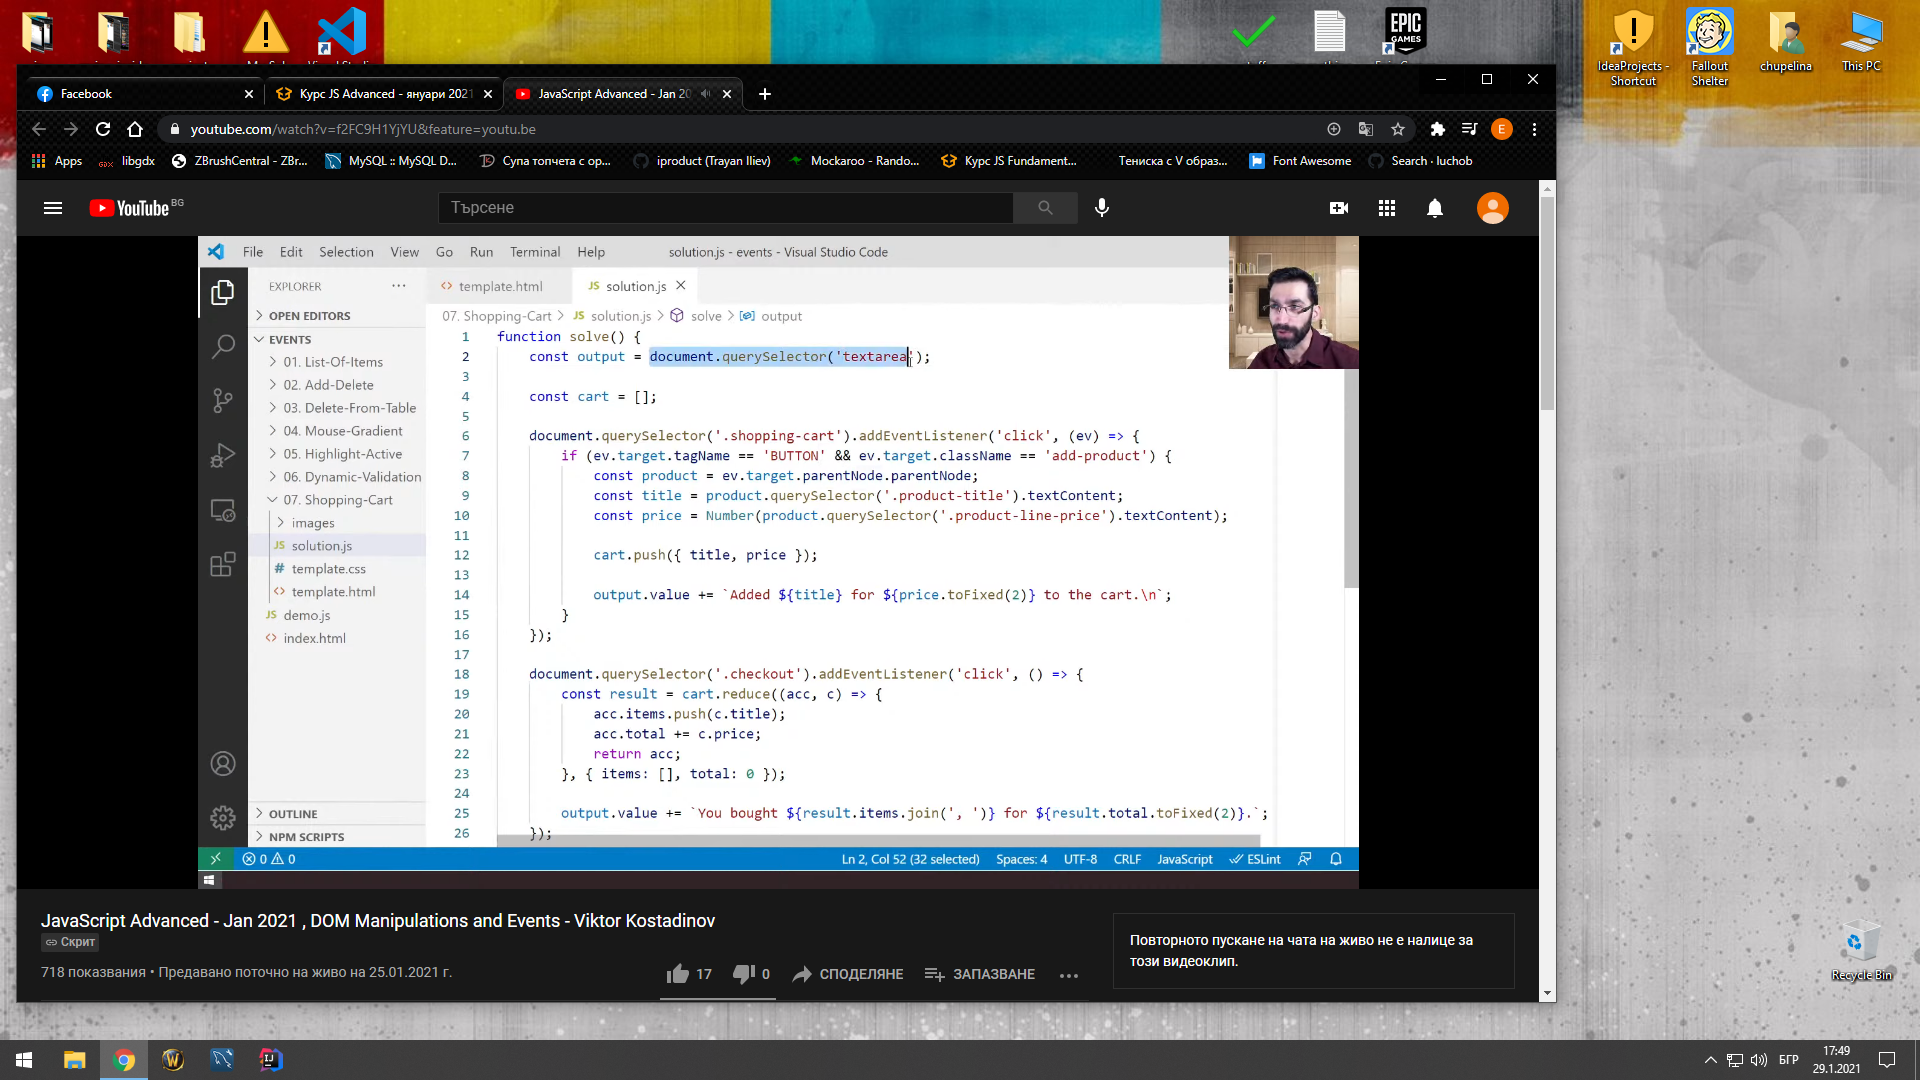 IdeaProjects -
Shortcut
Fallout
Shelter
chupelina
This PC
EPIC
GAMES
Facebook
Курс JS Advanced - януари 2021
JavaScript Advanced - Jan 20
youtube.com/watch?v=f2FC9H1YjYU&feature=youtu.be
E
Apps
libgdx
ZBrushCentral - ZBr...
MySQL :: MySQL D...
Супа топчета с ор...
iproduct (Trayan Iliev)
Mockaroo - Rando...
Курс JS Fundament...
Тениска с V образ...
Font Awesome
Search · luchob
YouTube BG
Търсене
File Edit Selection View Go Run Terminal Help
solution.js - events - Visual Studio Code
EXPLORER
template.html
JS solution.js
OPEN EDITORS
07. Shopping-Cart > JS solution.js > solve > output
EVENTS
01. List-Of-Items
02. Add-Delete
03. Delete-From-Table
04. Mouse-Gradient
05. Highlight-Active
06. Dynamic-Validation
07. Shopping-Cart
images
JS solution.js
# template.css
<> template.html
JS demo.js
<> index.html
OUTLINE
NPM SCRIPTS
1 function solve() {
2 const output = document.querySelector('textarea');
3
4 const cart = [];
5
6 document.querySelector('.shopping-cart').addEventListener('click', (ev) => {
7 if (ev.target.tagName == 'BUTTON' && ev.target.className == 'add-product') {
8 const product = ev.target.parentNode.parentNode;
9 const title = product.querySelector('.product-title').textContent;
10 const price = Number(product.querySelector('.product-line-price').textContent);
11
12 cart.push({ title, price });
13
14 output.value += `Added ${title} for ${price.toFixed(2)} to the cart.\n`;
15 }
16 });
17
18 document.querySelector('.checkout').addEventListener('click', () => {
19 const result = cart.reduce((acc, c) => {
20 acc.items.push(c.title);
21 acc.total += c.price;
22 return acc;
23 }, { items: [], total: 0 });
24
25 output.value += `You bought ${result.items.join(', ')} for ${result.total.toFixed(2)}.`;
26 });
0 0
Ln 2, Col 52 (32 selected)
Spaces: 4
UTF-8
CRLF
JavaScript
ESLint
JavaScript Advanced - Jan 2021 , DOM Manipulations and Events - Viktor Kostadinov
Скрит
718 показвания • Предавано поточно на живо на 25.01.2021 г.
17
0
СПОДЕЛЯНЕ
ЗАПАЗВАНЕ
Повторното пускане на чата на живо не е налице за
този видеоклип.
Recycle Bin
БГР
17:49
29.1.2021